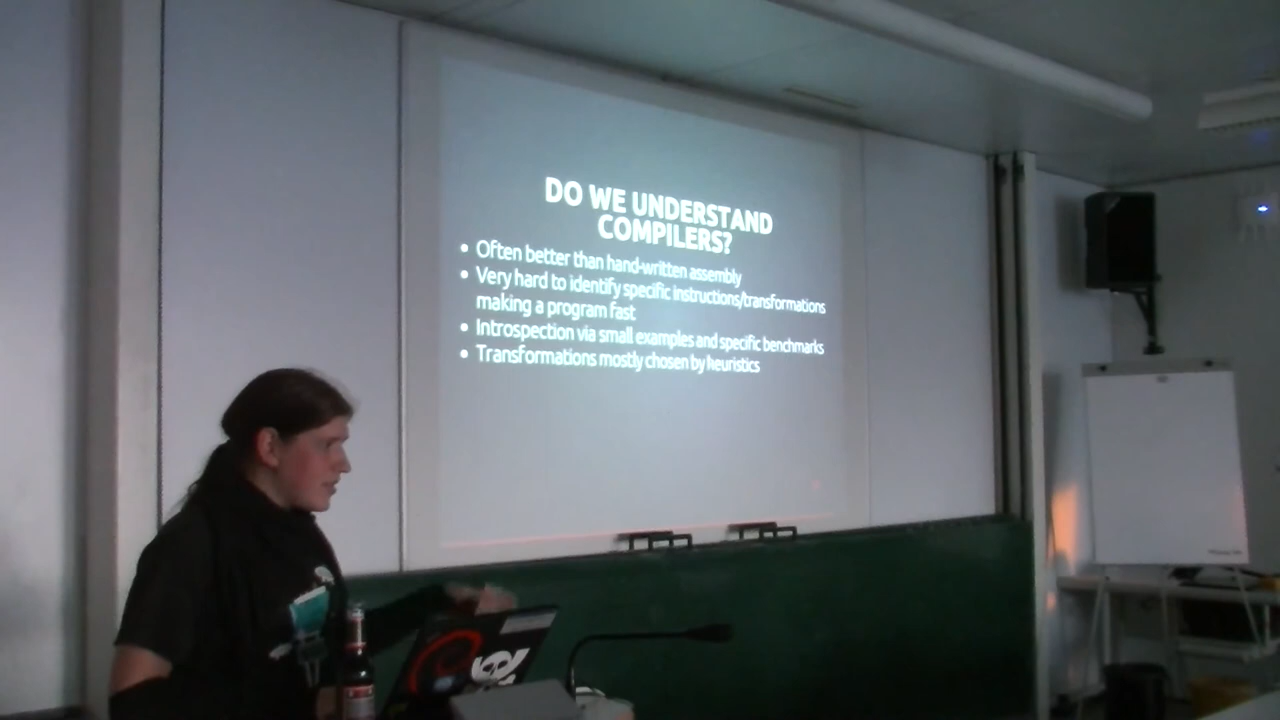 DO WE UNDERSTAND
COMPILERS?
• Often better than hand-written assembly
• Very hard to identify specific instructions/transformations
making a program fast
• Introspection via small examples and specific benchmarks
• Transformations mostly chosen by heuristics